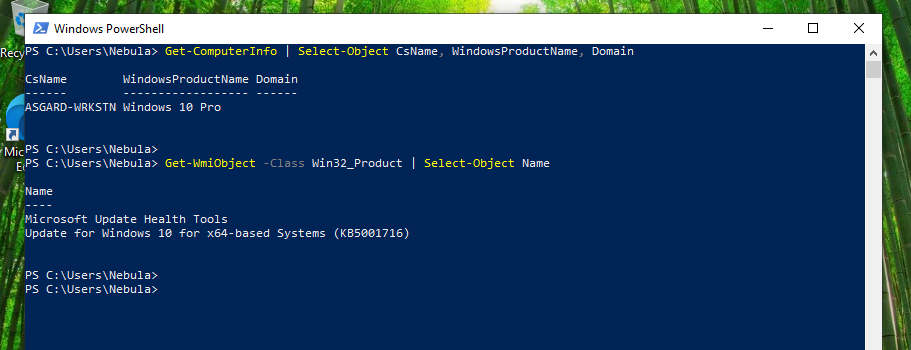 Windows PowerShell
PS C:\Users\Nebula> Get-ComputerInfo | Select-Object CsName, WindowsProductName, Domain
CsName        WindowsProductName Domain
------        ------------------ ------
ASGARD-WRKSTN Windows 10 Pro
PS C:\Users\Nebula>
PS C:\Users\Nebula> Get-WmiObject -Class Win32_Product | Select-Object Name
Name
----
Microsoft Update Health Tools
Update for Windows 10 for x64-based Systems (KB5001716)
PS C:\Users\Nebula>
PS C:\Users\Nebula>
Recy
Mic
E